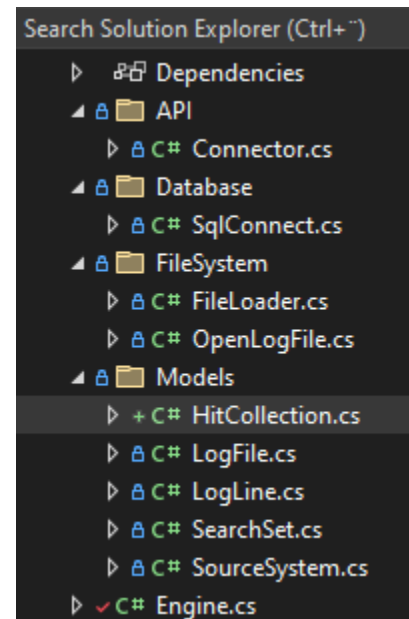 Search Solution Explorer (Ctrl+¨)
Dependencies
API
C# Connector.cs
Database
C# SqlConnect.cs
FileSystem
C# FileLoader.cs
C# OpenLogFile.cs
Models
+ C# HitCollection.cs
C# LogFile.cs
C# LogLine.cs
C# SearchSet.cs
C# SourceSystem.cs
C# Engine.cs